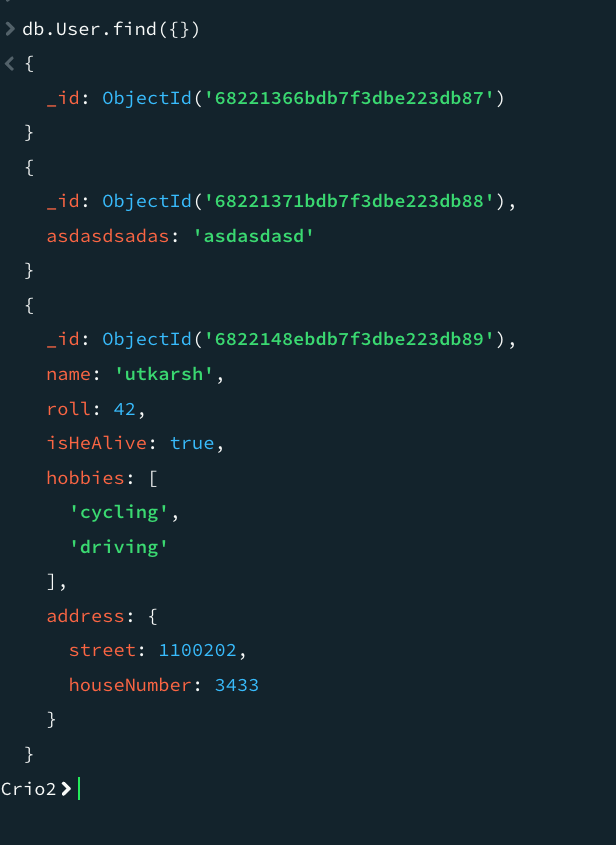 > db.User.find({})
< {
    _id: ObjectId('68221366bdb7f3dbe223db87')
  }
  {
    _id: ObjectId('68221371bdb7f3dbe223db88'),
    asdasdsadas: 'asdasdasd'
  }
  {
    _id: ObjectId('6822148ebdb7f3dbe223db89'),
    name: 'utkarsh',
    roll: 42,
    isHeAlive: true,
    hobbies: [
      'cycling',
      'driving'
    ],
    address: {
      street: 1100202,
      houseNumber: 3433
    }
  }
Crio2>